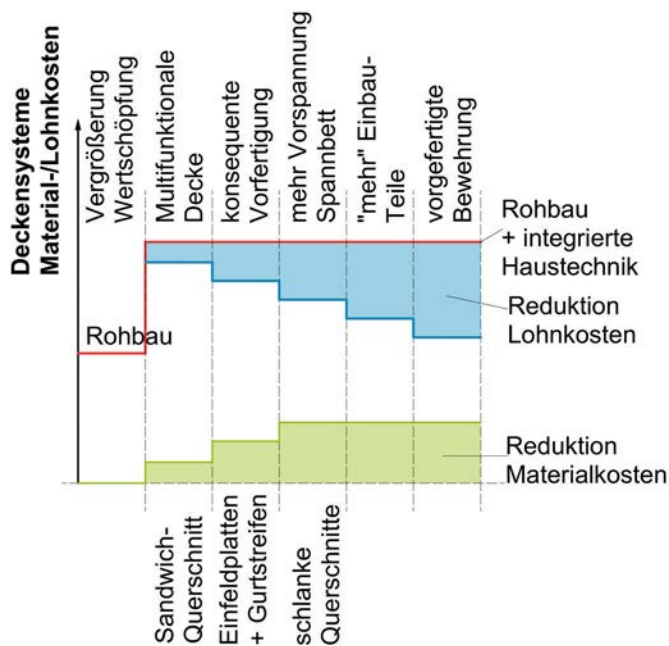 Deckensysteme
Material-/Lohnkosten
Vergrößerung
Wertschöpfung
Multifunktionale
Decke
konsequente
Vorfertigung
mehr Vorspannung
Spannbett
"mehr" Einbau-
Teile
vorgefertigte
Bewehrung
Rohbau
+ integrierte
Haustechnik
Reduktion
Lohnkosten
Rohbau
Reduktion
Materialkosten
Sandwich-
Querschnitt
Einfeldplatten
+ Gurtstreifen
schlanke
Querschnitte